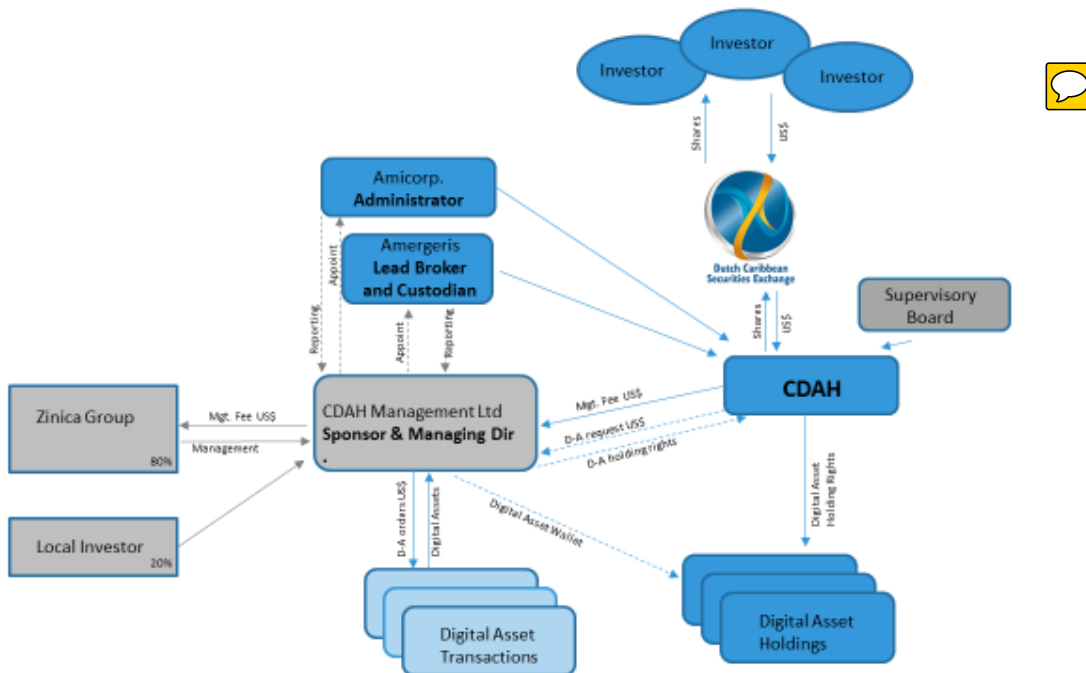 Investor
Investor
Investor
Shares
US$
Amicorp.
Administrator
Amergeris
Lead Broker
and Custodian
Dutch Caribbean
Securities Exchange
Supervisory
Board
Reporting
Appoint
Appoint
Reporting
Shares
US$
CDAH
Zinica Group
80%
Mgt. Fee US$
Management
CDAH Management Ltd
Sponsor & Managing Dir
.
Mgt. Fee US$
D-A request US$
D-A holding rights
Local Investor
20%
D-A orders US$
Digital Assets
Digital Asset Wallet
Digital Asset
Holding Rights
Digital Asset
Transactions
Digital Asset
Holdings